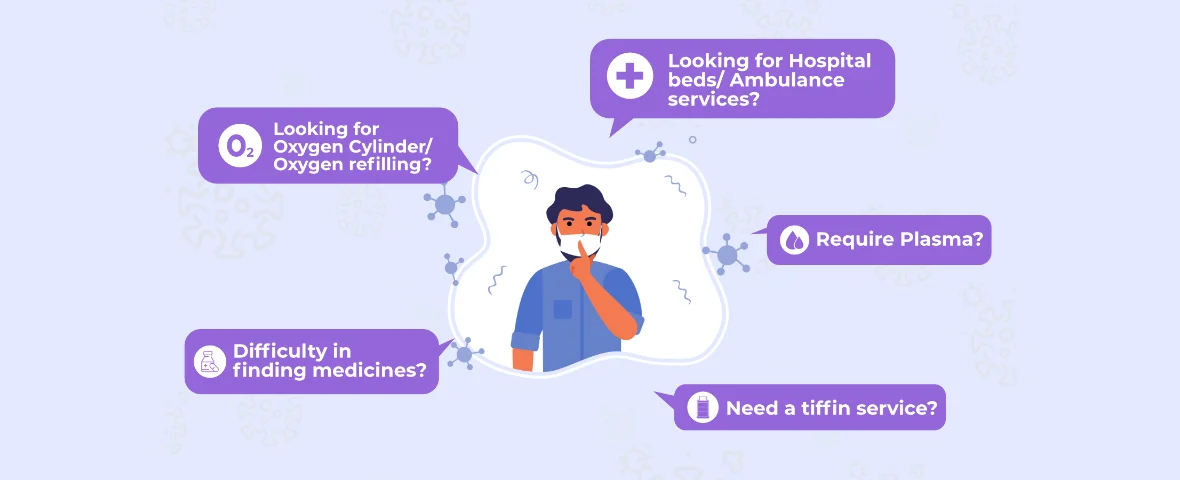 Looking for Hospital
beds/ Ambulance
services?
O2
Looking for
Oxygen Cylinder/
Oxygen refilling?
Require Plasma?
Difficulty in
finding medicines?
Need a tiffin service?